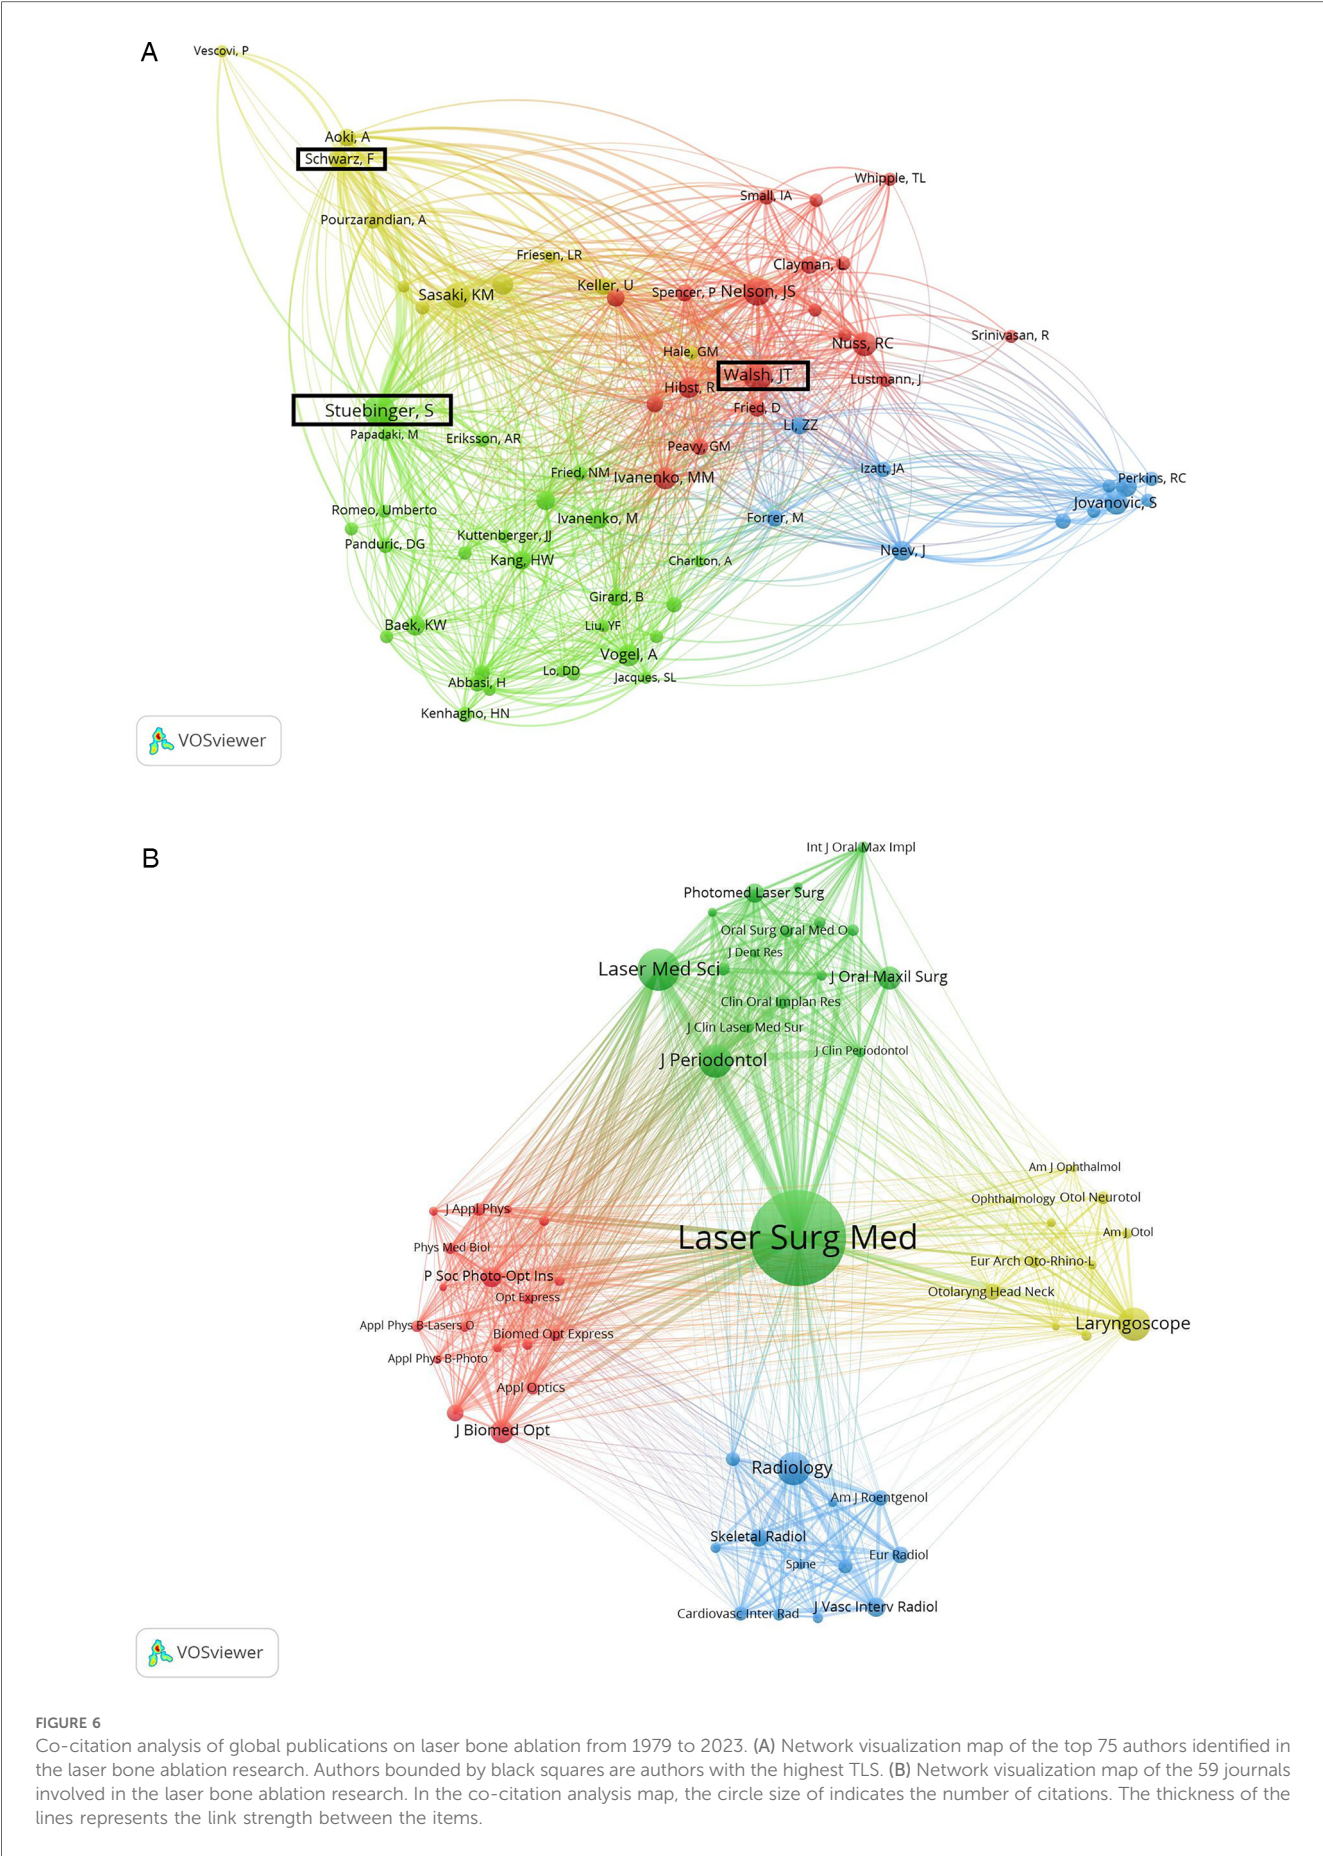 A
Vescovi, P
Aoki, A
Schwarz, F
Whipple, TL
Small, IA
Pourzarandian, A
Friesen, LR
Clayman, L
Keller, U
Spencer, P
Nelson, JS
Sasaki, KM
Srinivasan, R
Nuss, RC
Hale, GM
Walsh, JT
Lustmann, J
Hibst, R
Stuebinger, S
Fried, D
Li, ZZ
Papadaki, M
Eriksson, AR
Peavy, GM
Izatt, JA
Fried, NM
Ivanenko, MM
Perkins, RC
Jovanovic, S
Romeo, Umberto
Ivanenko, M
Forrer, M
Kuttenberger, JJ
Panduric, DG
Neev, J
Kang, HW
Charlton, A
Girard, B
Baek, KW
Liu, YF
Vogel, A
Lo, DD
Jacques, SL
Abbasi, H
Kenhagho, HN
VOSviewer
B
Int J Oral Max Impl
Photomed Laser Surg
Oral Surg Oral Med O
J Dent Res
Laser Med Sci
J Oral Maxil Surg
Clin Oral Implan Res
J Clin Laser Med Sur
J Clin Periodontol
J Periodontol
Am J Ophthalmol
Ophthalmology
Otol Neurotol
J Appl Phys
Am J Otol
Laser Surg Med
Phys Med Biol
Eur Arch Oto-Rhino-L
P Soc Photo-Opt Ins
Otolaryng Head Neck
Opt Express
Appl Phys B-Lasers O
Laryngoscope
Biomed Opt Express
Appl Phys B-Photo
Appl Optics
J Biomed Opt
Radiology
Am J Roentgenol
Skeletal Radiol
Eur Radiol
Spine
J Vasc Interv Radiol
Cardiovasc Inter Rad
VOSviewer
FIGURE 6
Co-citation analysis of global publications on laser bone ablation from 1979 to 2023. (A) Network visualization map of the top 75 authors identified in
the laser bone ablation research. Authors bounded by black squares are authors with the highest TLS. (B) Network visualization map of the 59 journals
involved in the laser bone ablation research. In the co-citation analysis map, the circle size of indicates the number of citations. The thickness of the
lines represents the link strength between the items.